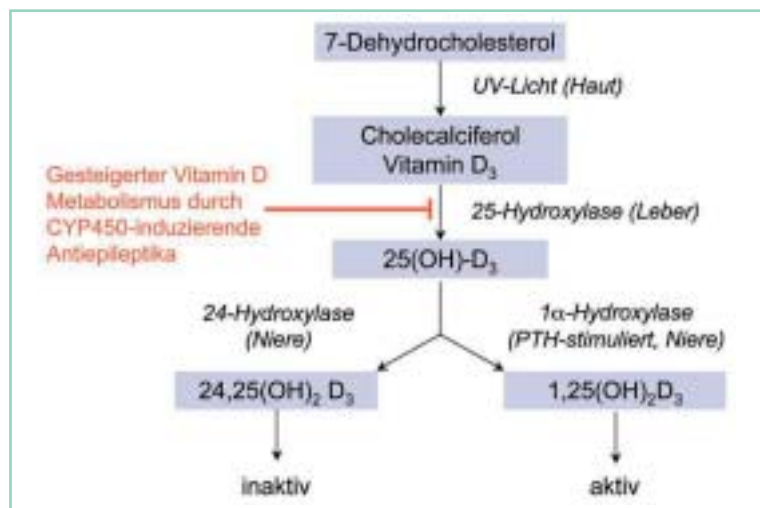 7-Dehydrocholesterol
UV-Licht (Haut)
Cholecalciferol
Vitamin D₃
Gesteigerter Vitamin D
Metabolismus durch
CYP450-induzierende
Antiepileptika
25-Hydroxylase (Leber)
25(OH)-D₃
24-Hydroxylase
(Niere)
1α-Hydroxylase
(PTH-stimuliert, Niere)
24,25(OH)₂ D₃
1,25(OH)₂D₃
inaktiv
aktiv